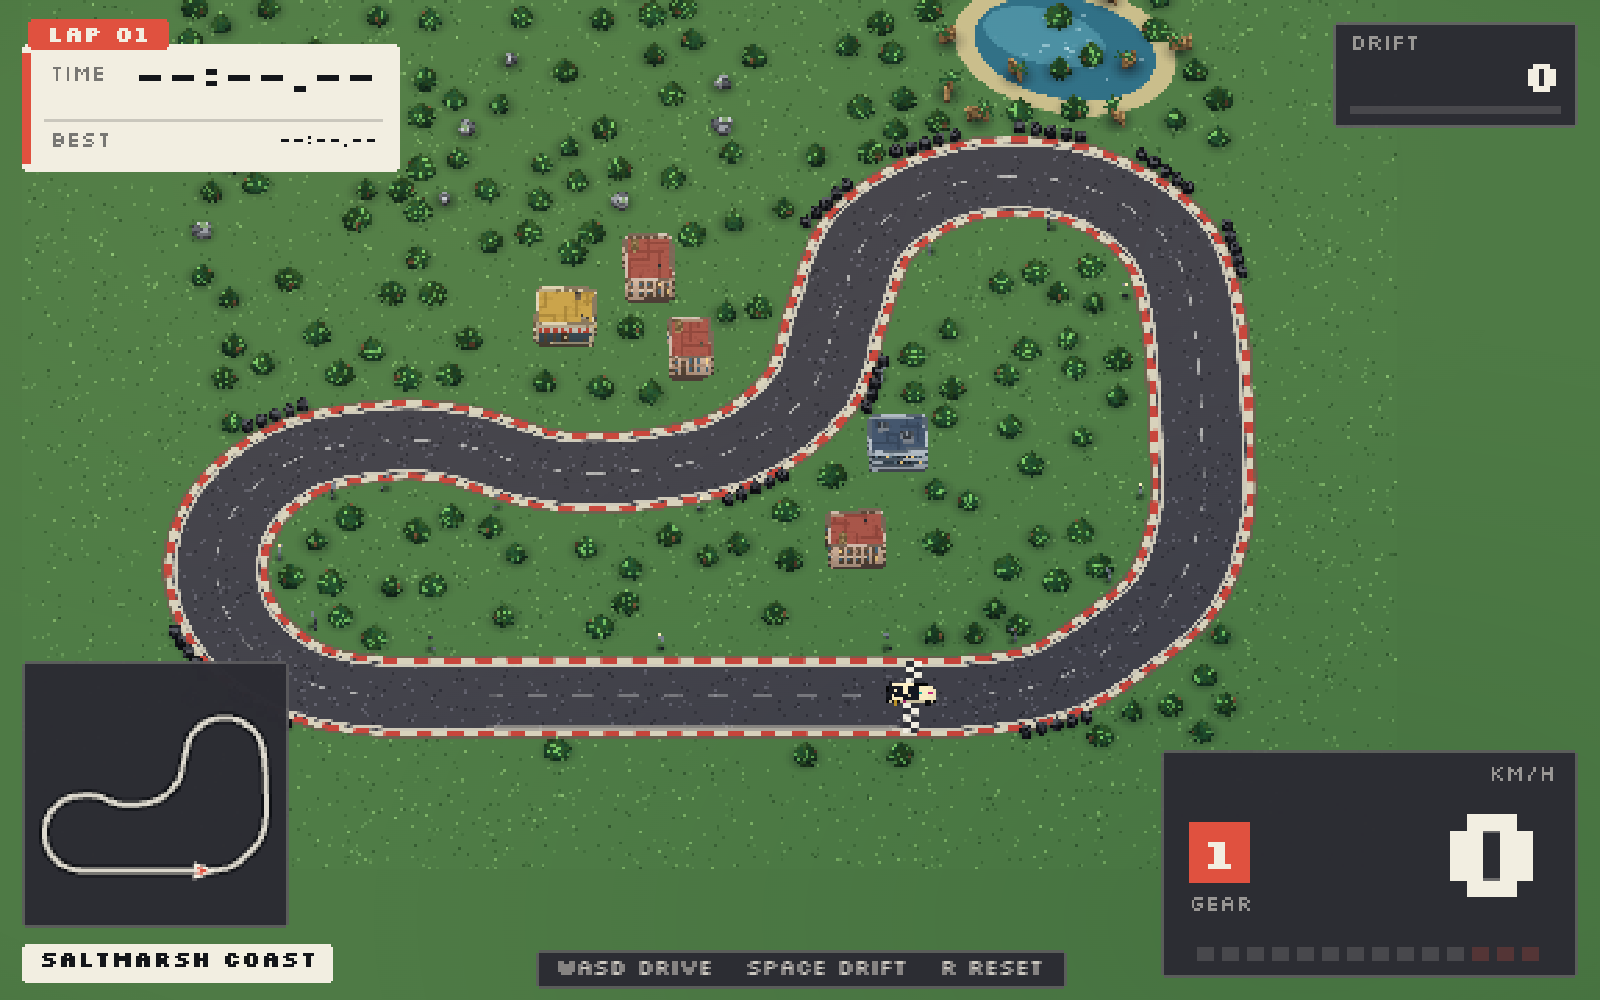 LAP 01
TIME --:--.--
BEST --:--.--
DRIFT
0
KM/H
1
0
GEAR
SALTMARSH COAST
WASD DRIVE SPACE DRIFT R RESET